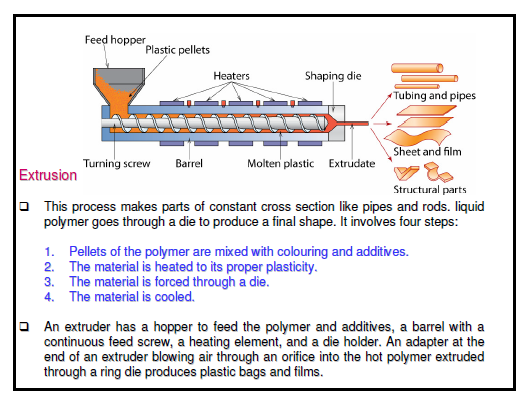 Feed hopper
Plastic pellets
Heaters
Shaping die
Tubing and pipes
Sheet and film
Turning screw
Barrel
Molten plastic
Extrudate
Structural parts
Extrusion
This process makes parts of constant cross section like pipes and rods. liquid
polymer goes through a die to produce a final shape. It involves four steps:
1. Pellets of the polymer are mixed with colouring and additives.
2. The material is heated to its proper plasticity.
3. The material is forced through a die.
4. The material is cooled.
An extruder has a hopper to feed the polymer and additives, a barrel with a
continuous feed screw, a heating element, and a die holder. An adapter at the
end of an extruder blowing air through an orifice into the hot polymer extruded
through a ring die produces plastic bags and films.